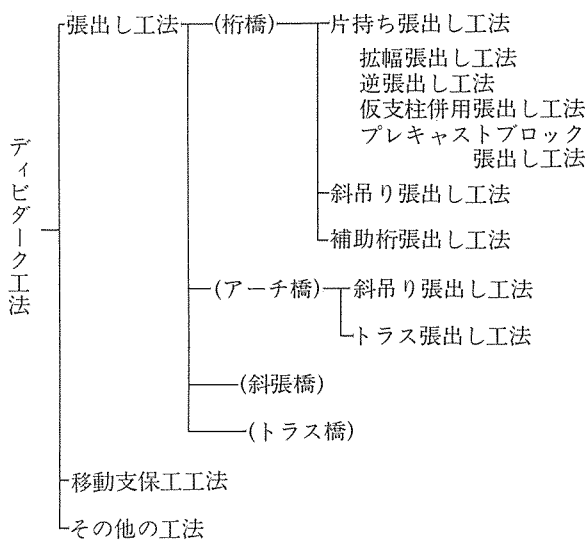 ディビダーク工法
張出し工法
(桁橋)
片持ち張出し工法
拡幅張出し工法
逆張出し工法
仮支柱併用張出し工法
プレキャストブロック
張出し工法
斜吊り張出し工法
補助桁張出し工法
(アーチ橋)
斜吊り張出し工法
トラス張出し工法
(斜張橋)
(トラス橋)
移動支保工工法
その他の工法